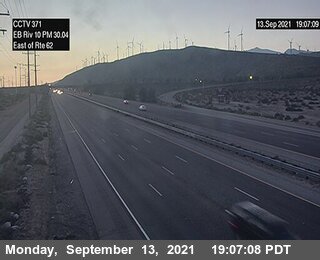 CCTV 371
EB Riv 10 PM 30.04
East of Rte 62
13.Sep 2021 19:07:09
Monday, September 13, 2021 19:07:08 PDT